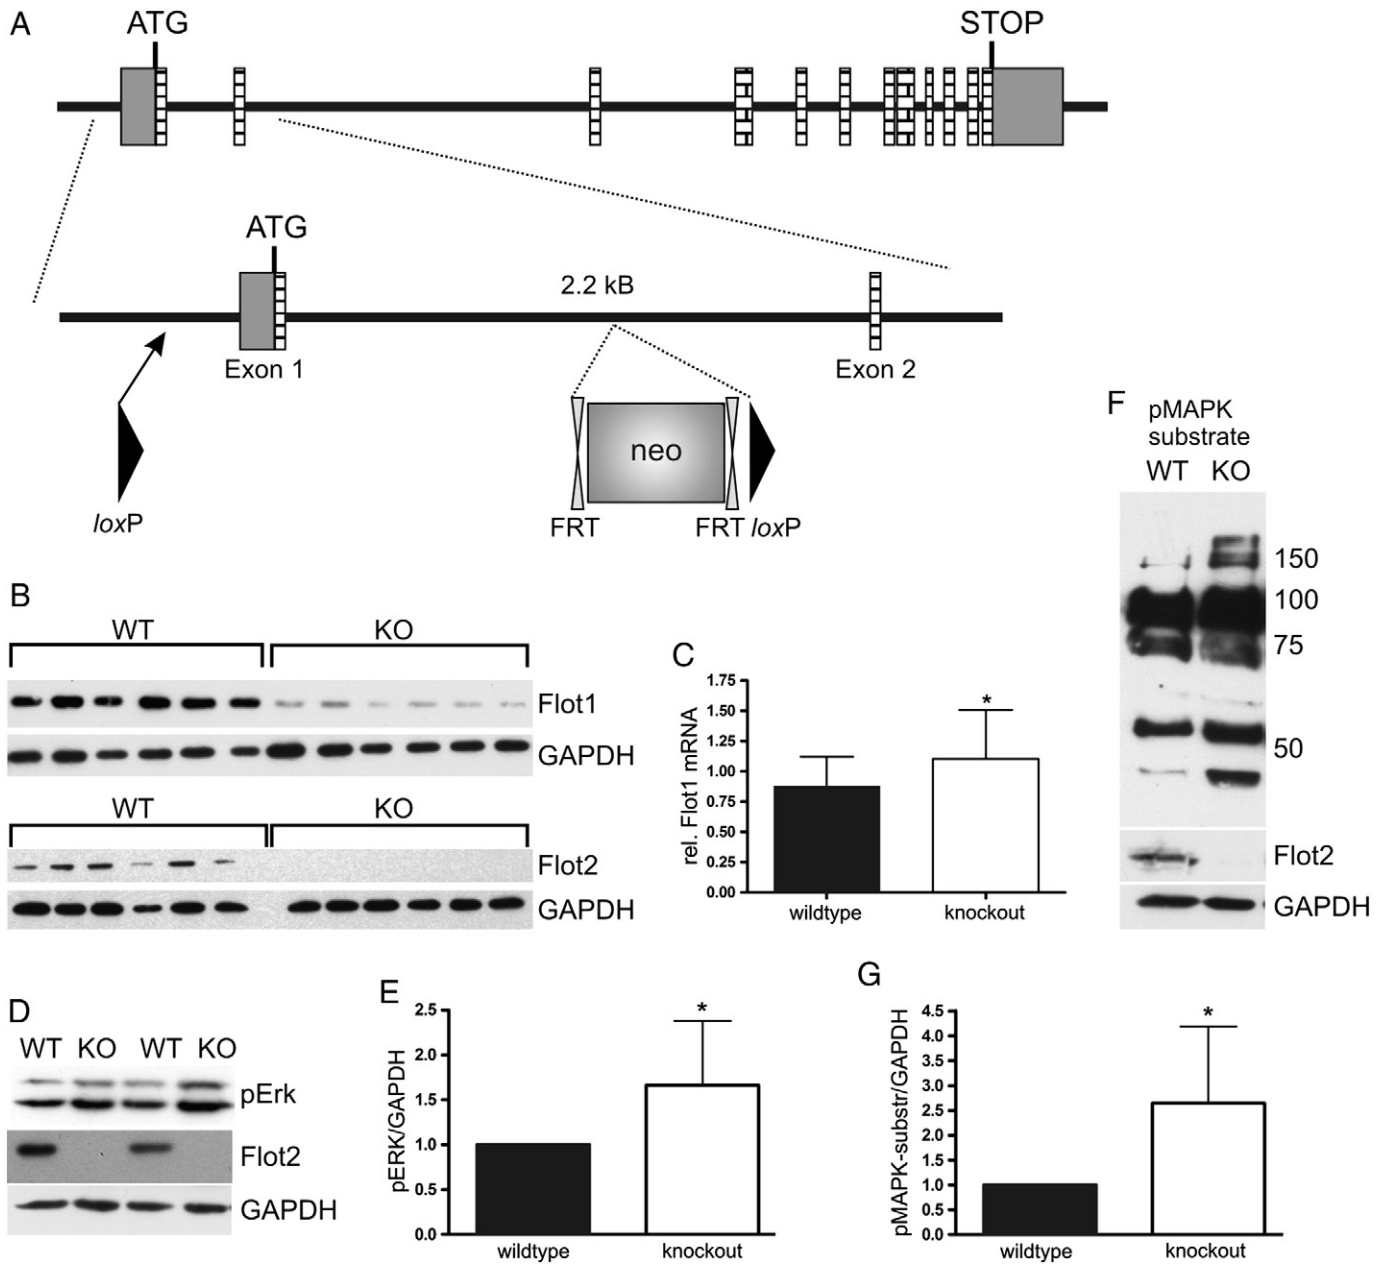 A
ATG
STOP
ATG
2.2 kB
Exon 1
Exon 2
neo
loxP
FRT
FRT loxP
B
WT
KO
Flot1
GAPDH
WT
KO
Flot2
GAPDH
C
rel. Flot1 mRNA
1.75
1.50
1.25
1.00
0.75
0.50
0.25
0.00
*
wildtype
knockout
D
WT KO WT KO
pErk
Flot2
GAPDH
E
pERK/GAPDH
2.5
2.0
1.5
1.0
0.5
0.0
*
wildtype
knockout
F
pMAPK
substrate
WT KO
150
100
75
50
Flot2
GAPDH
G
pMAPK-substr/GAPDH
4.5
4.0
3.5
3.0
2.5
2.0
1.5
1.0
0.5
0.0
*
wildtype
knockout